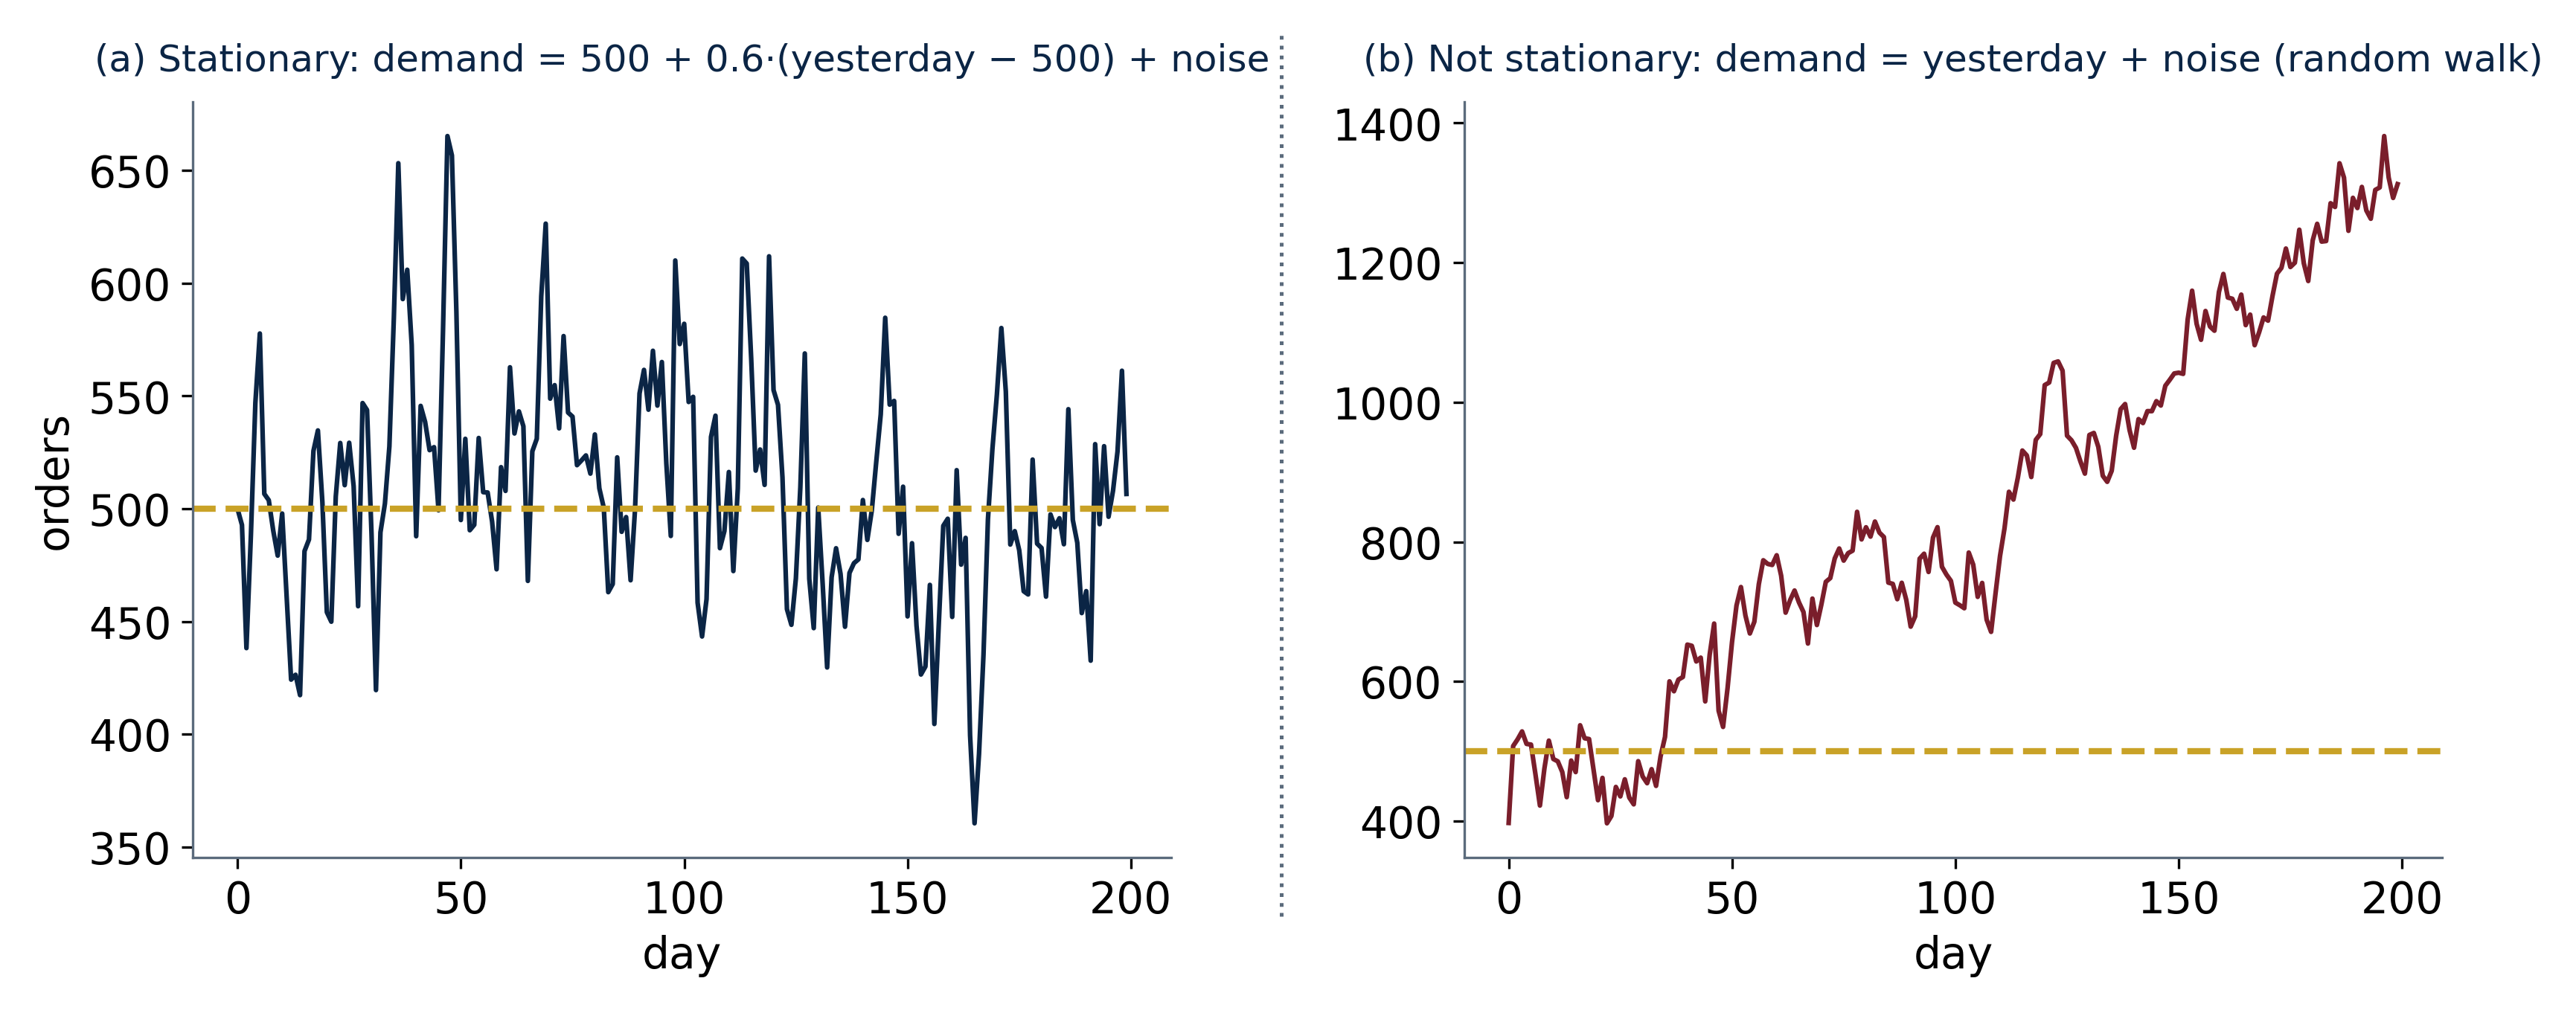 (a) Stationary: demand = 500 + 0.6·(yesterday − 500) + noise
650
600
550
500
450
400
350
orders
0 50 100 150 200
day
(b) Not stationary: demand = yesterday + noise (random walk)
1400
1200
1000
800
600
400
0 50 100 150 200
day